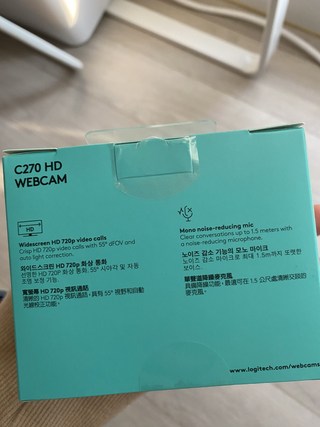 C270 HD
WEBCAM
HD
Widescreen HD 720p video calls
Crisp HD 720p video calls with 55° dFOV and
auto light correction.
와이드스크린 HD 720p 화상 통화
선명한 HD 720p 화상 통화, 55° 시야각 및 자동
조명 보정 기능.
寬螢幕 HD 720p 視訊通話
清晰的 HD 720p 視訊通話,具有 55° 視野和自動
光線校正功能。
Mono noise-reducing mic
Clear conversations up to 1.5 meters with
a noise-reducing microphone.
노이즈 감소 기능의 모노 마이크
노이즈 감소 마이크로 최대 1.5m까지 또렷한
보이스.
單聲道降噪麥克風
具備降噪功能,最遠可在 1.5 公尺處清晰交談的
麥克風。
www.logitech.com/webcams